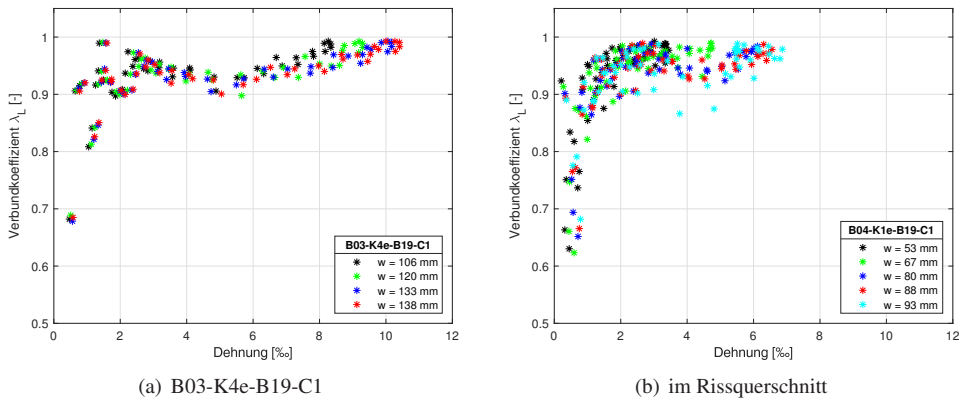 1
0.9
0.8
0.7
0.6
0.5
Verbundkoeffizient λL [-]
0 2 4 6 8 10 12
Dehnung [‰]
B03-K4e-B19-C1
w = 106 mm
w = 120 mm
w = 133 mm
w = 138 mm
(a) B03-K4e-B19-C1
1
0.9
0.8
0.7
0.6
0.5
Verbundkoeffizient λL [-]
0 2 4 6 8 10 12
Dehnung [‰]
B04-K1e-B19-C1
w = 53 mm
w = 67 mm
w = 80 mm
w = 88 mm
w = 93 mm
(b) im Rissquerschnitt